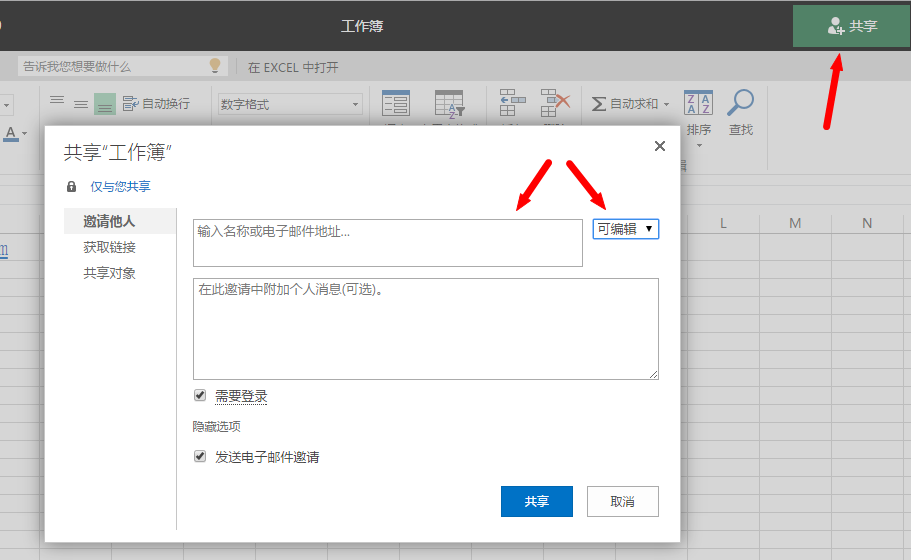 工作簿
共享
告诉我您想要做什么
在 EXCEL 中打开
自动换行
数字格式
自动求和
A
排序
查找
共享“工作簿”
仅与您共享
邀请他人
获取链接
共享对象
输入名称或电子邮件地址...
可编辑
在此邀请中附加个人消息(可选)。
需要登录
隐藏选项
发送电子邮件邀请
共享
取消
L
M
N
m